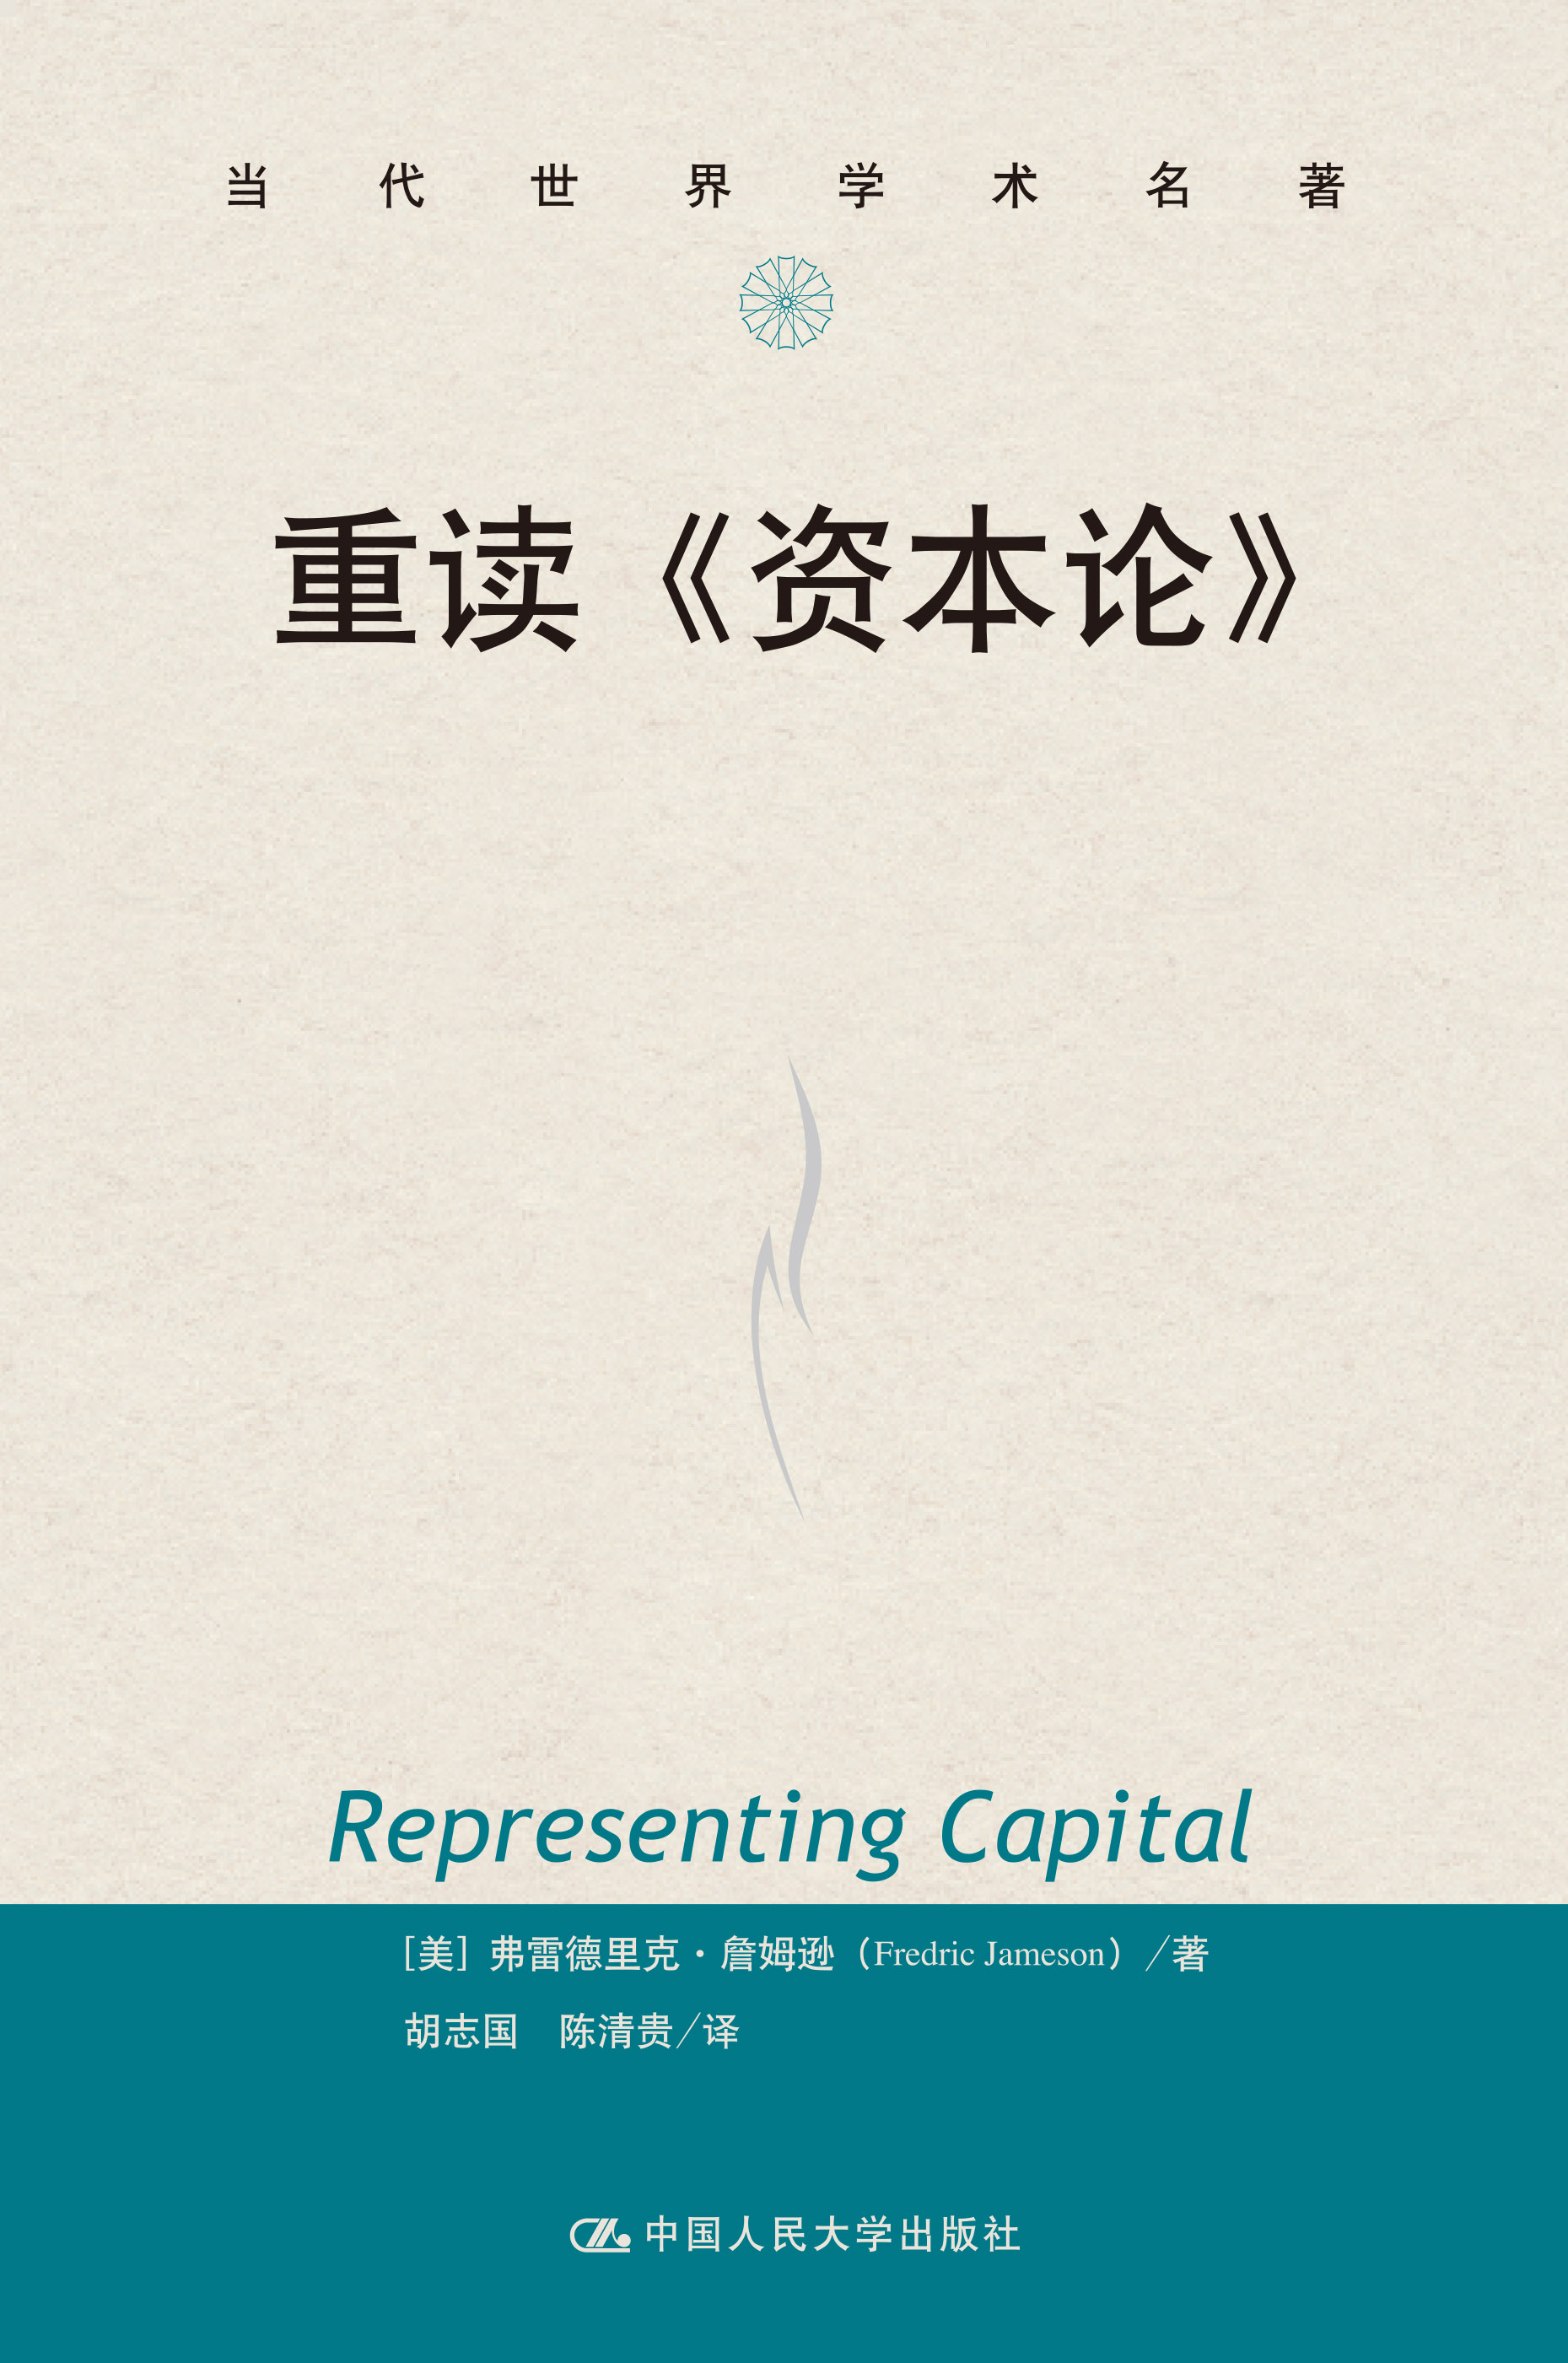 当代世界学术名著
重读《资本论》
Representing Capital
［美］弗雷德里克·詹姆逊（Fredric Jameson）／著
胡志国　陈清贵／译
中国人民大学出版社